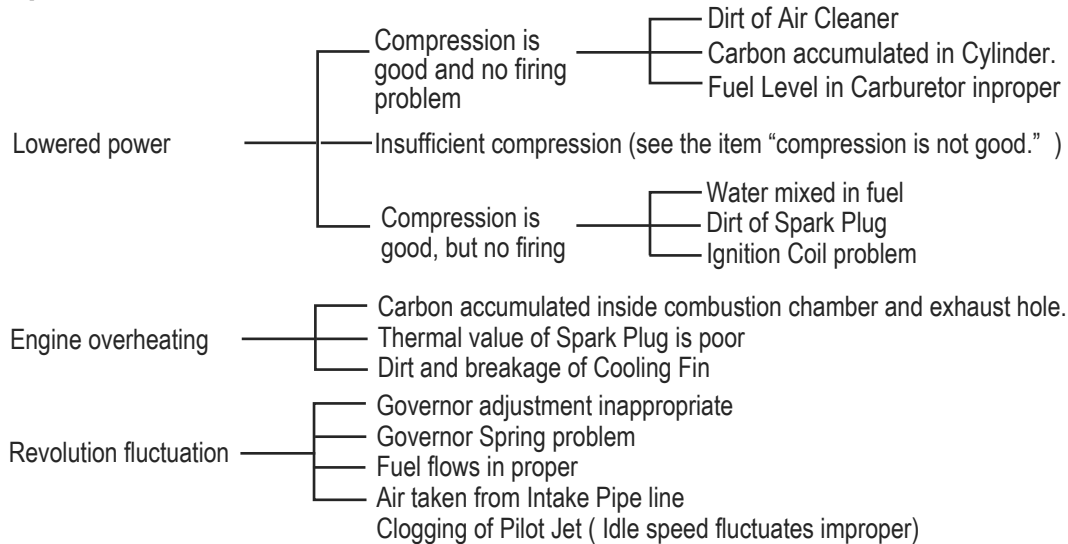 Dirt of Air Cleaner
Compression is
good and no firing
problem
Carbon accumulated in Cylinder.
Fuel Level in Carburetor inproper
Lowered power
Insufficient compression (see the item “compression is not good.” )
Water mixed in fuel
Compression is
good, but no firing
Dirt of Spark Plug
Ignition Coil problem
Carbon accumulated inside combustion chamber and exhaust hole.
Engine overheating
Thermal value of Spark Plug is poor
Dirt and breakage of Cooling Fin
Governor adjustment inappropriate
Governor Spring problem
Revolution fluctuation
Fuel flows in proper
Air taken from Intake Pipe line
Clogging of Pilot Jet ( Idle speed fluctuates improper)